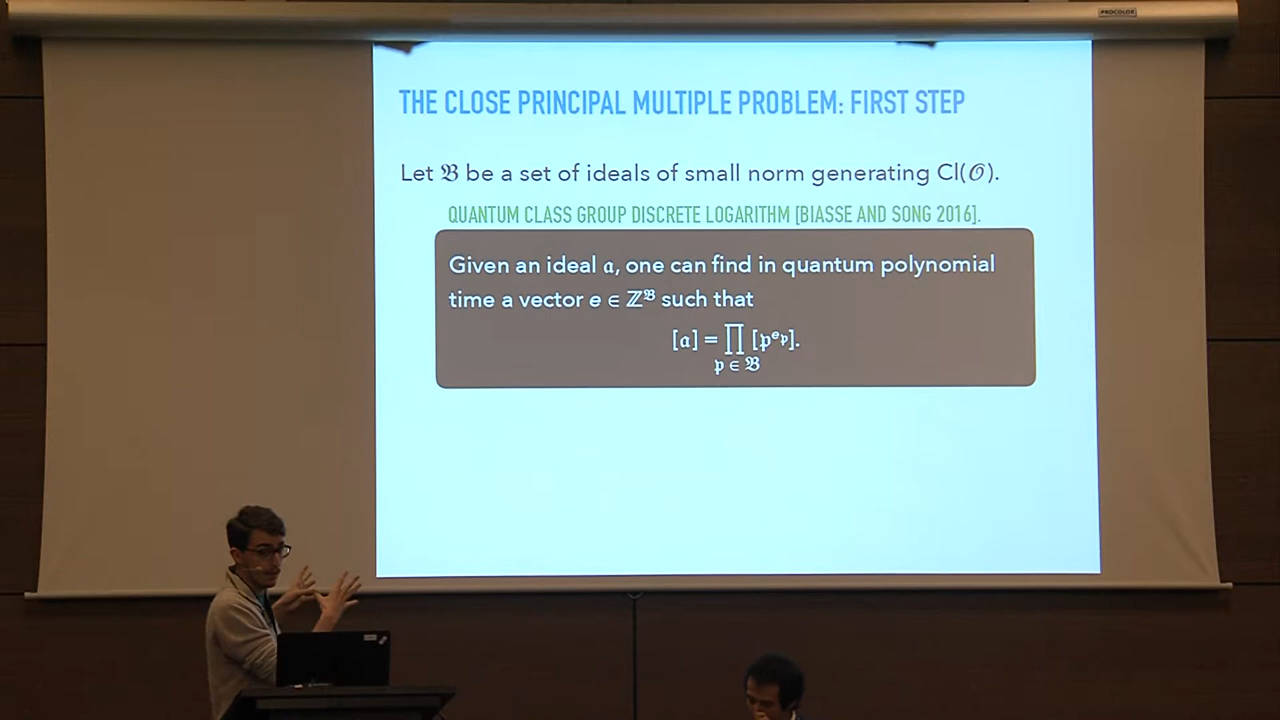 PROCOLOR
THE CLOSE PRINCIPAL MULTIPLE PROBLEM: FIRST STEP
Let 𝔅 be a set of ideals of small norm generating Cl(𝒪).
QUANTUM CLASS GROUP DISCRETE LOGARITHM [BIASSE AND SONG 2016].
Given an ideal 𝔞, one can find in quantum polynomial
time a vector e ∈ ℤ^𝔅 such that
[𝔞] = ∏ [𝔭^{e_𝔭}].
𝔭 ∈ 𝔅